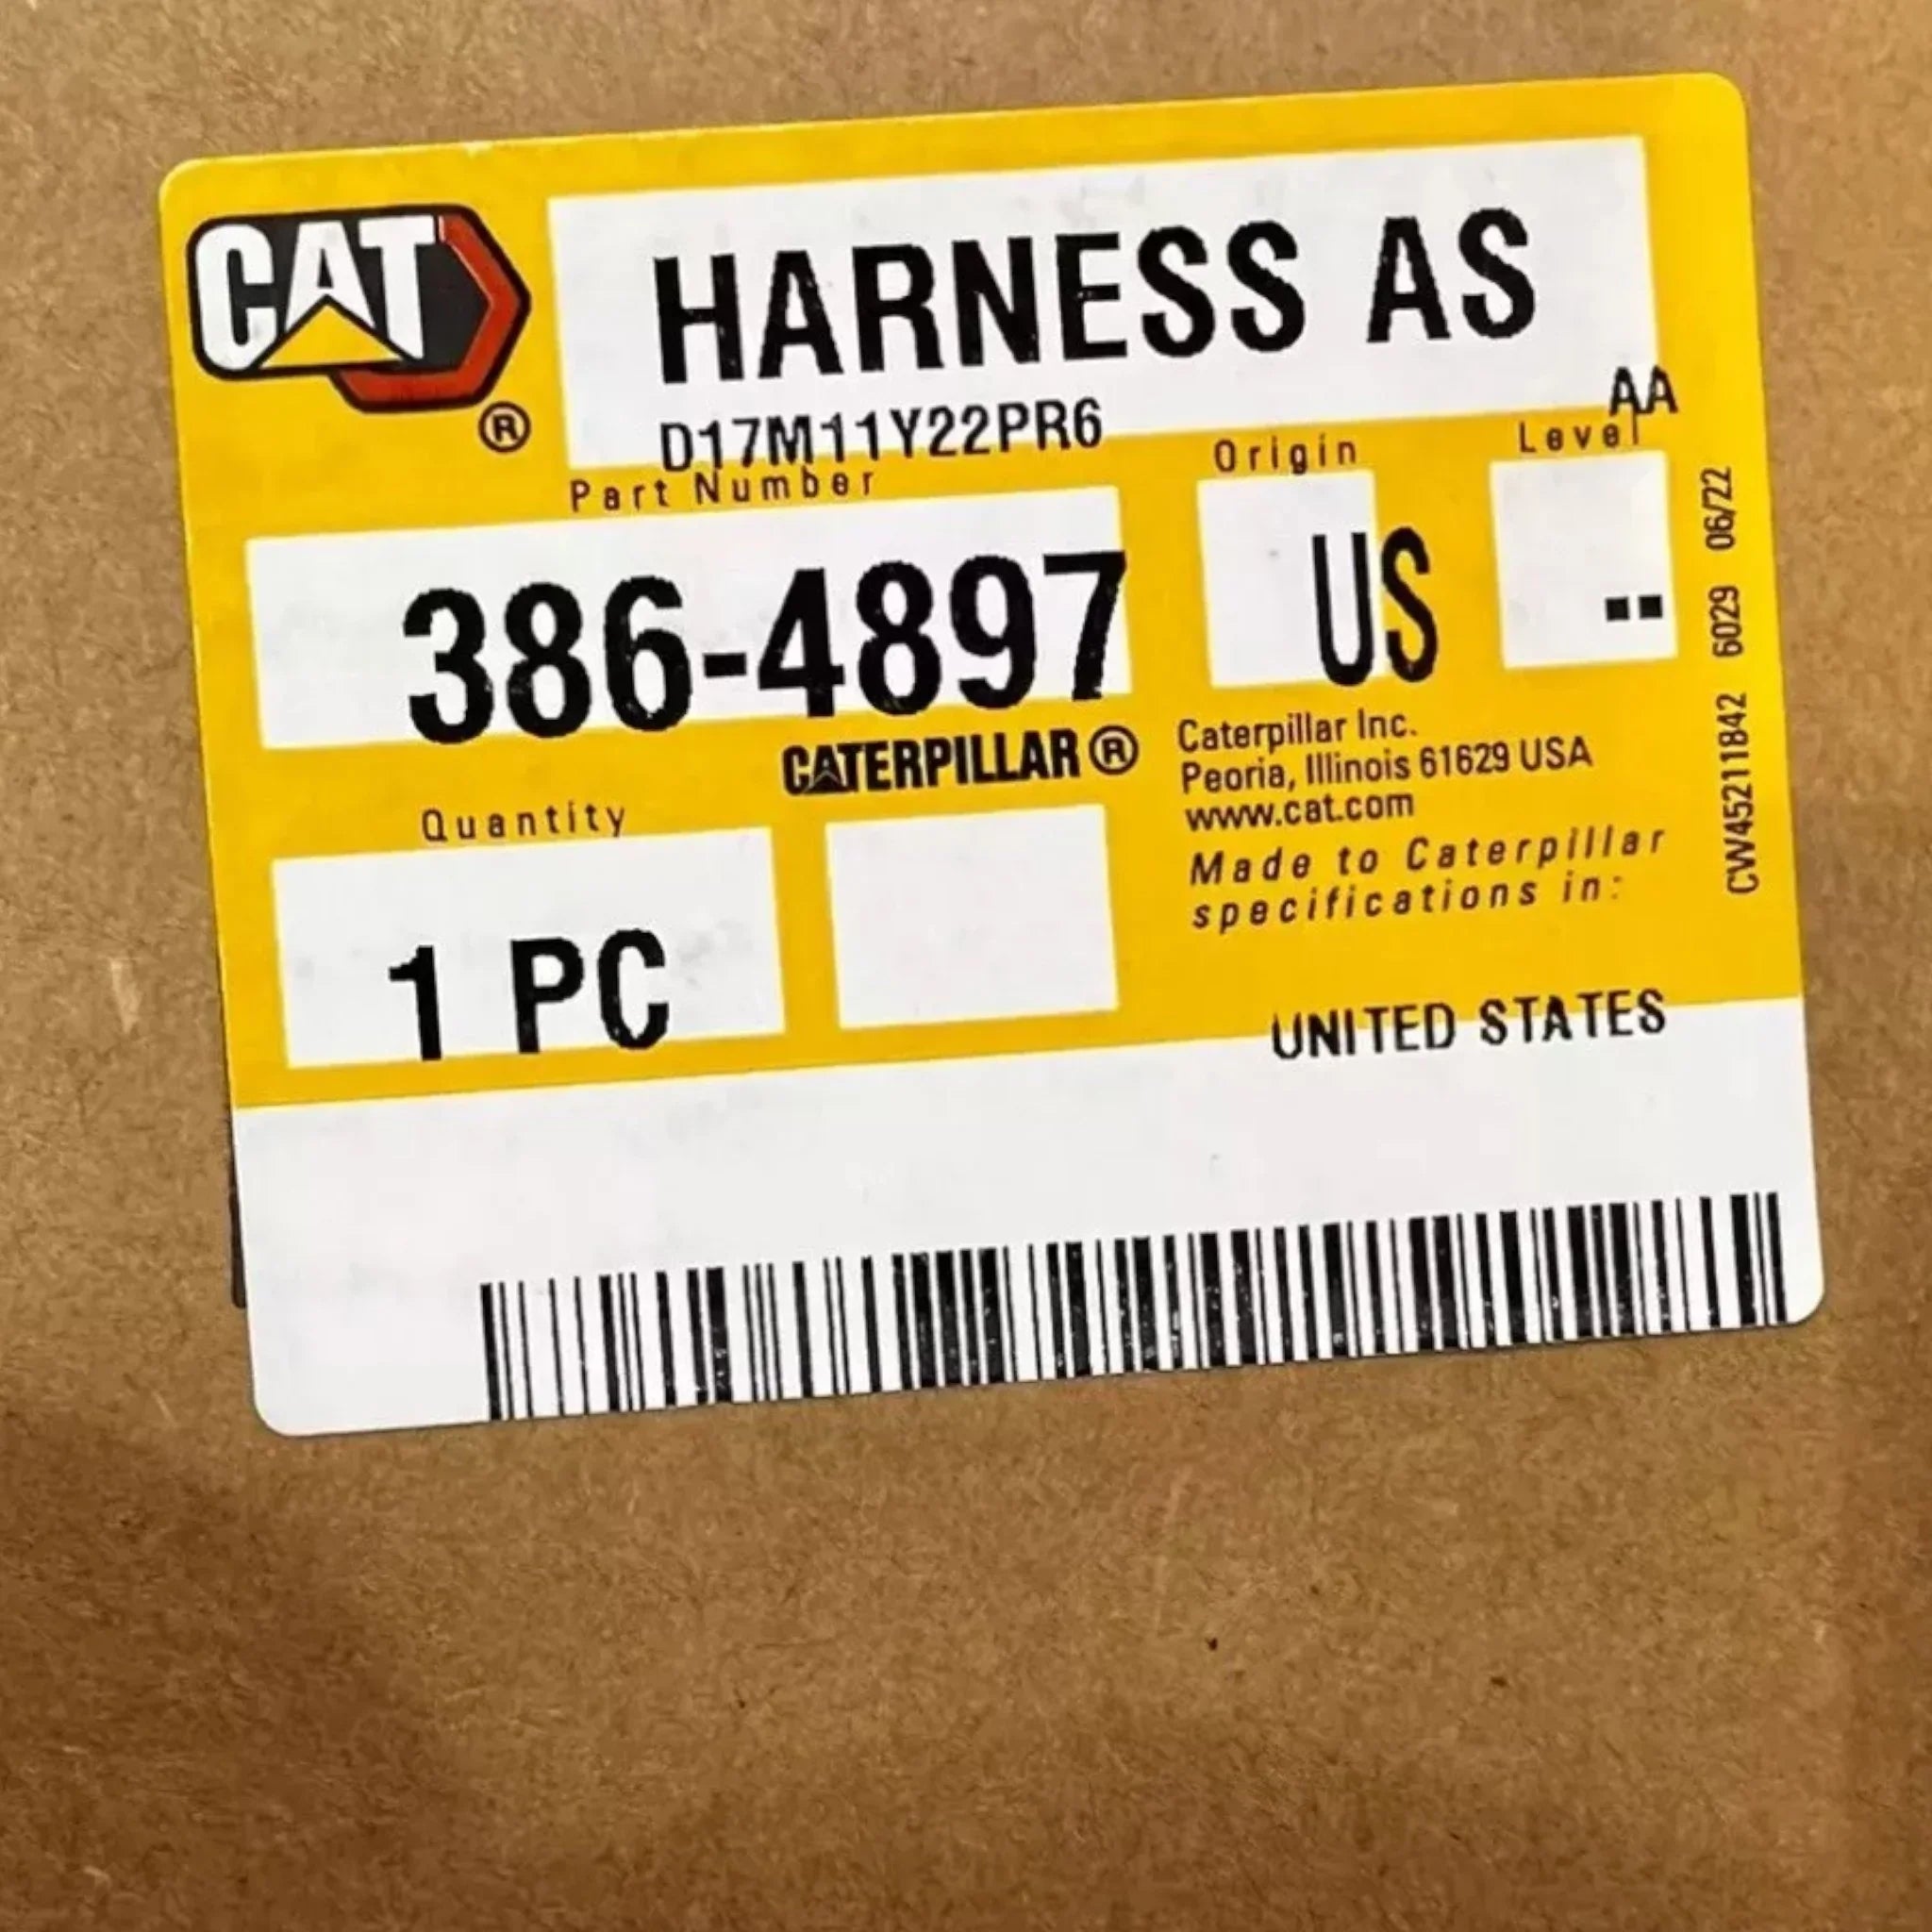 CAT
®
HARNESS AS
D17M11Y22PR6
AA
Part Number
Origin
Level
386-4897
US
--
CATERPILLAR®
Caterpillar Inc.
Peoria, Illinois 61629 USA
www.cat.com
Quantity
Made to Caterpillar
specifications in:
1 PC
UNITED STATES
CW45211842 6029 06/22